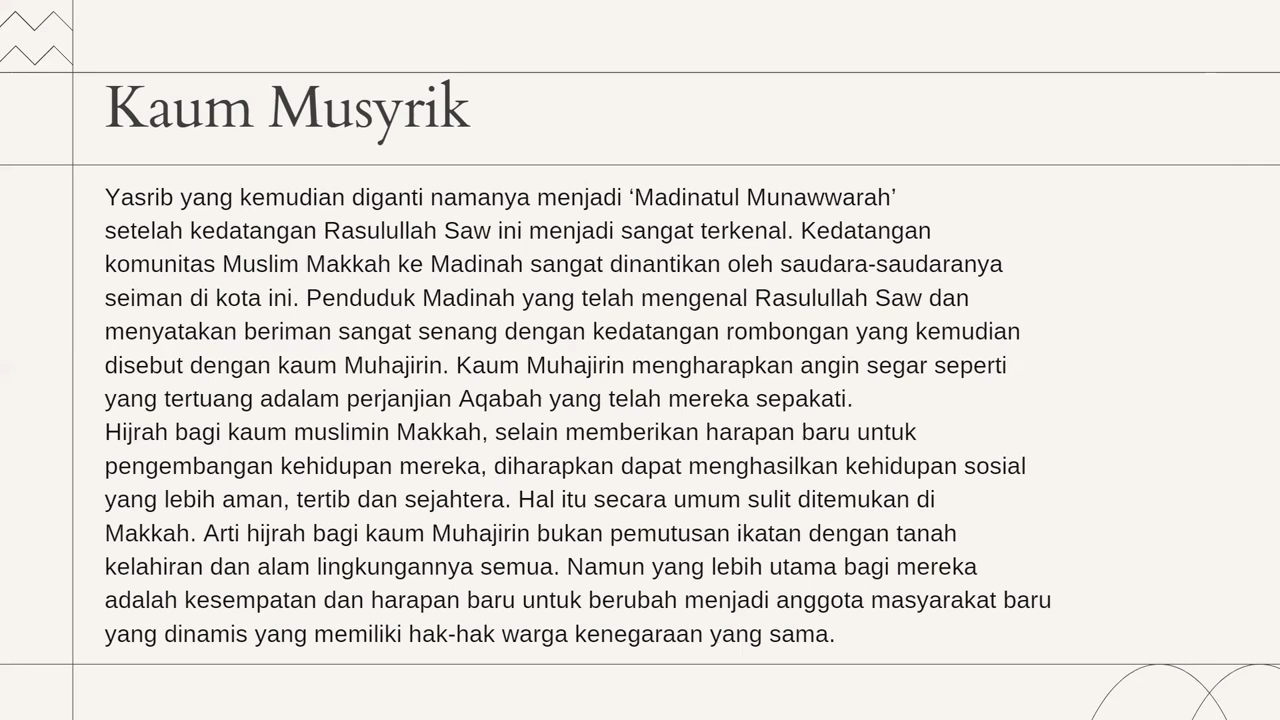 Kaum Musyrik
Yasrib yang kemudian diganti namanya menjadi ‘Madinatul Munawwarah’
setelah kedatangan Rasulullah Saw ini menjadi sangat terkenal. Kedatangan
komunitas Muslim Makkah ke Madinah sangat dinantikan oleh saudara-saudaranya
seiman di kota ini. Penduduk Madinah yang telah mengenal Rasulullah Saw dan
menyatakan beriman sangat senang dengan kedatangan rombongan yang kemudian
disebut dengan kaum Muhajirin. Kaum Muhajirin mengharapkan angin segar seperti
yang tertuang adalam perjanjian Aqabah yang telah mereka sepakati.
Hijrah bagi kaum muslimin Makkah, selain memberikan harapan baru untuk
pengembangan kehidupan mereka, diharapkan dapat menghasilkan kehidupan sosial
yang lebih aman, tertib dan sejahtera. Hal itu secara umum sulit ditemukan di
Makkah. Arti hijrah bagi kaum Muhajirin bukan pemutusan ikatan dengan tanah
kelahiran dan alam lingkungannya semua. Namun yang lebih utama bagi mereka
adalah kesempatan dan harapan baru untuk berubah menjadi anggota masyarakat baru
yang dinamis yang memiliki hak-hak warga kenegaraan yang sama.